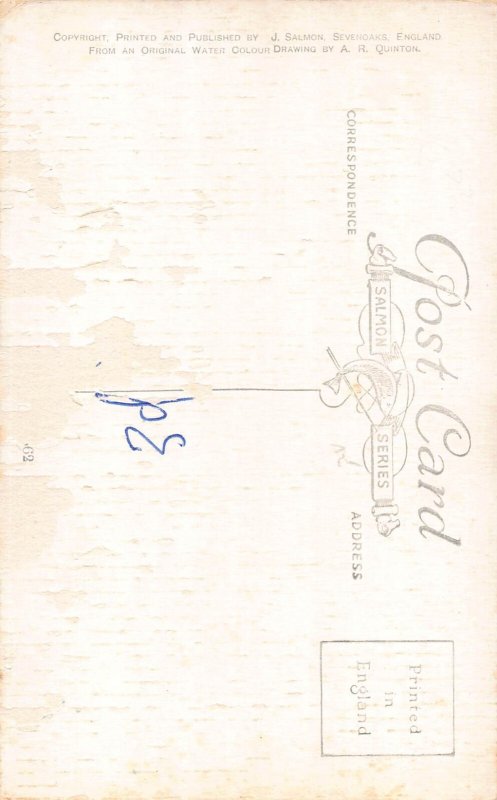 COPYRIGHT, PRINTED AND PUBLISHED BY J. SALMON, SEVENOAKS, ENGLAND
FROM AN ORIGINAL WATER COLOUR DRAWING BY A. R. QUINTON.
Post Card
SALMON SERIES
CORRESPONDENCE
ADDRESS
Printed
in
England
3d